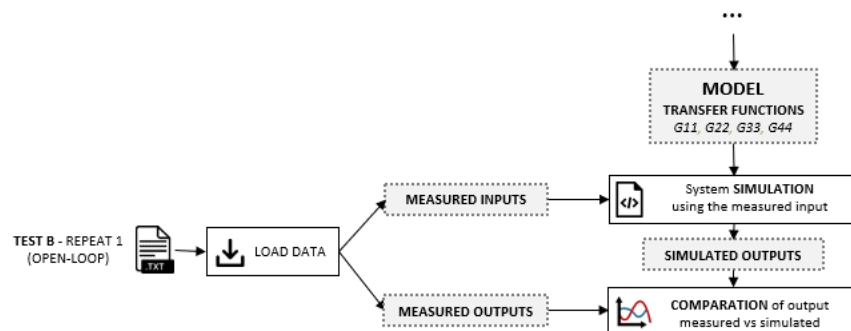 ...
MODEL
TRANSFER FUNCTIONS
G11, G22, G33, G44
MEASURED INPUTS
</>
System SIMULATION
using the measured input
TEST B - REPEAT 1
(OPEN-LOOP)
.TXT
LOAD DATA
SIMULATED OUTPUTS
MEASURED OUTPUTS
COMPARATION of output
measured vs simulated